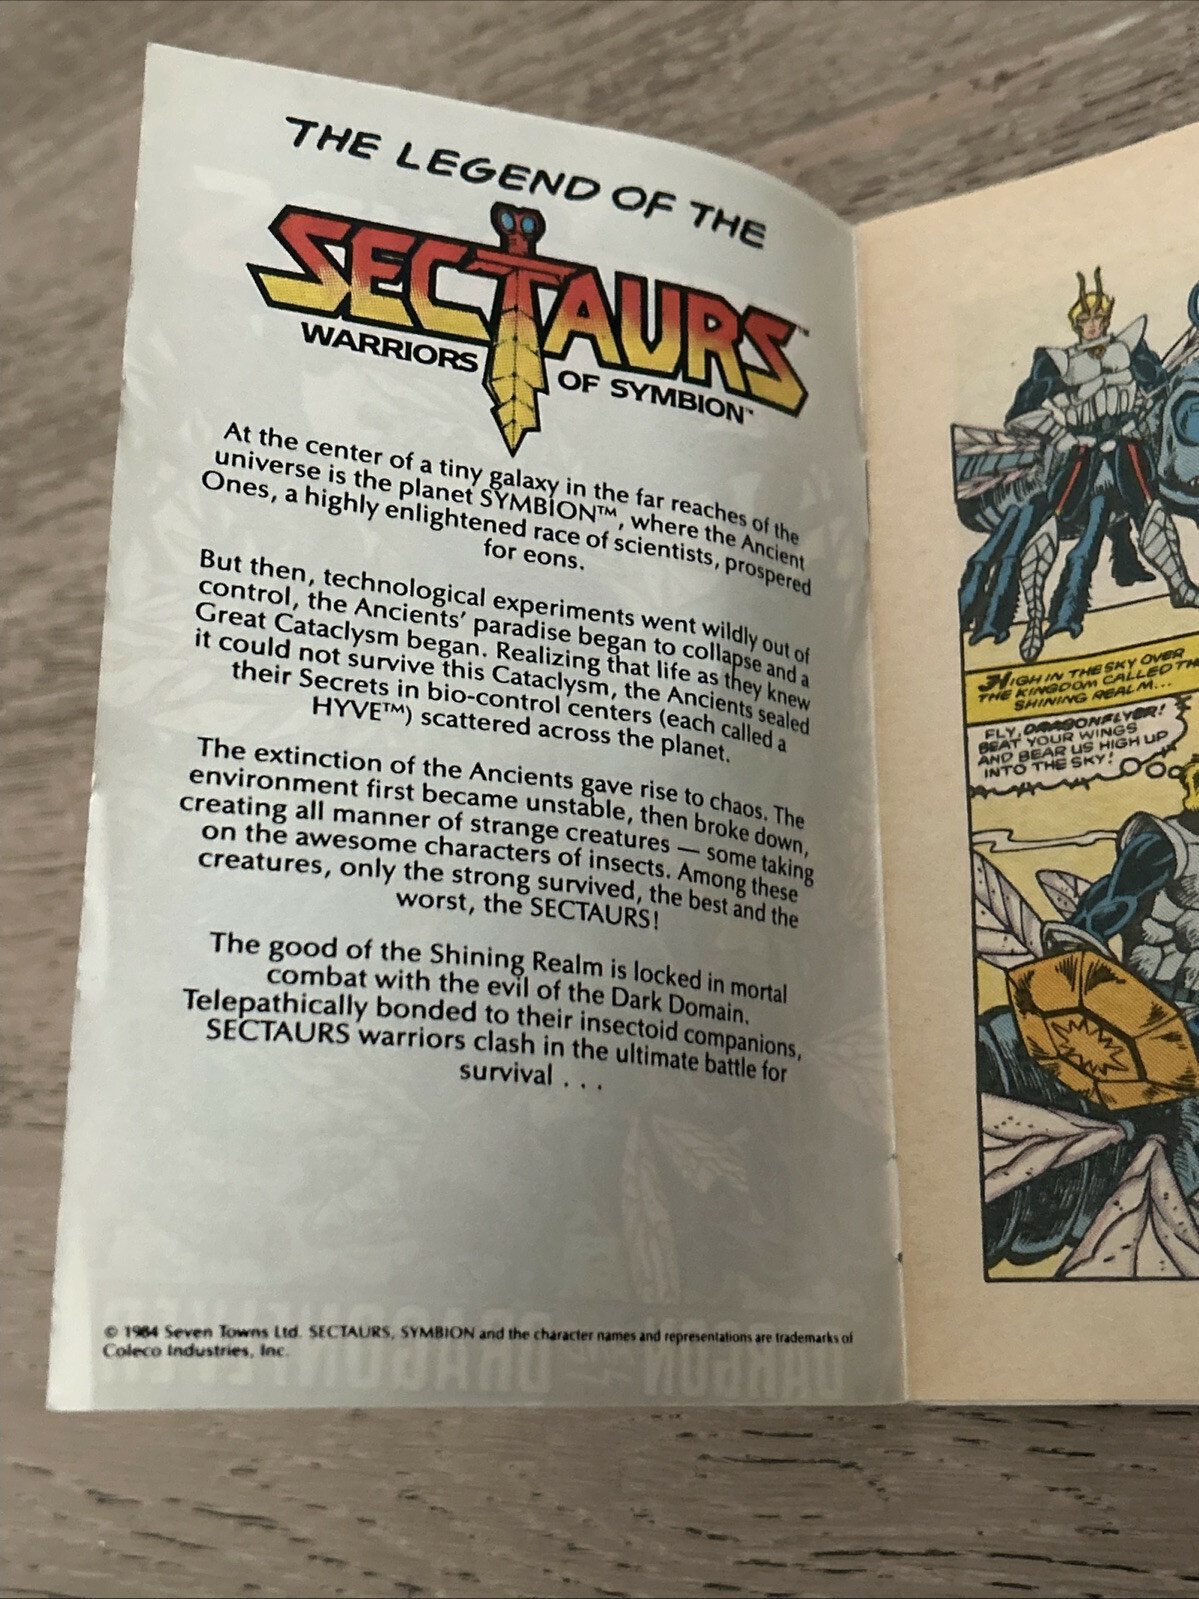 THE LEGEND OF THE
SECTAURS™
WARRIORS OF SYMBION™
At the center of a tiny galaxy in the far reaches of the
universe is the planet SYMBION™, where the Ancient
Ones, a highly enlightened race of scientists, prospered
for eons.
But then, technological experiments went wildly out of
control, the Ancients' paradise began to collapse and a
Great Cataclysm began. Realizing that life as they knew
it could not survive this Cataclysm, the Ancients sealed
their Secrets in bio-control centers (each called a
HYVE™) scattered across the planet.
The extinction of the Ancients gave rise to chaos. The
environment first became unstable, then broke down,
creating all manner of strange creatures — some taking
on the awesome characters of insects. Among these
creatures, only the strong survived, the best and the
worst, the SECTAURS!
The good of the Shining Realm is locked in mortal
combat with the evil of the Dark Domain.
Telepathically bonded to their insectoid companions,
SECTAURS warriors clash in the ultimate battle for
survival . . .
© 1984 Seven Towns Ltd. SECTAURS, SYMBION and the character names and representations are trademarks of
Coleco Industries, Inc.
HIGH IN THE SKY OVER
THE KINGDOM CALLED THE
SHINING REALM...
FLY, DRAGONFLYER!
BEAT YOUR WINGS
AND BEAR US HIGH UP
INTO THE SKY!